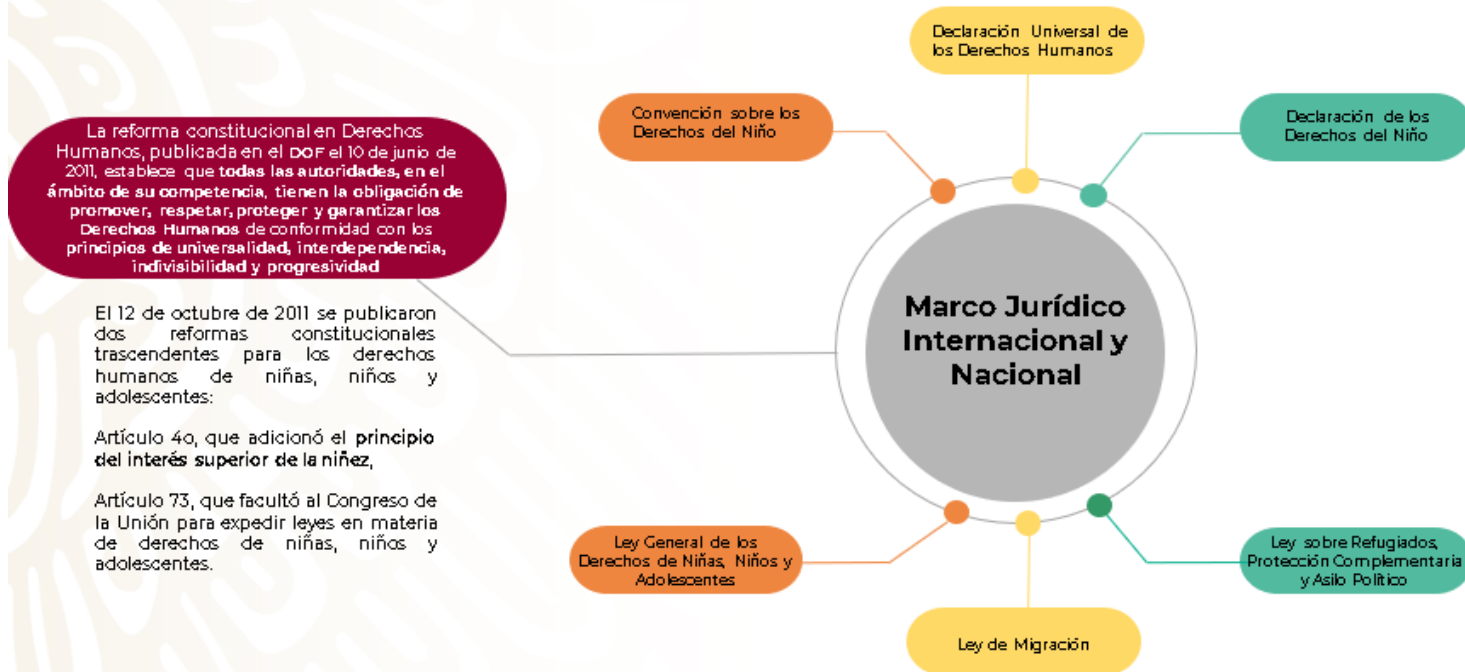 La reforma constitucional en Derechos
Humanos, publicada en el DOF el 10 de junio de
2011, establece que todas las autoridades, en el
ámbito de su competencia, tienen la obligación de
promover, respetar, proteger y garantizar los
Derechos Humanos de conformidad con los
principios de universalidad, interdependencia,
indivisibilidad y progresividad
El 12 de octubre de 2011 se publicaron
dos reformas constitucionales
trascendentes para los derechos
humanos de niñas, niños y
adolescentes:
Artículo 4o, que adicionó el principio
del interés superior de la niñez,
Artículo 73, que facultó al Congreso de
la Unión para expedir leyes en materia
de derechos de niñas, niños y
adolescentes.
Declaración Universal de
los Derechos Humanos
Convención sobre los
Derechos del Niño
Declaración de los
Derechos del Niño
Marco Jurídico
Internacional y
Nacional
Ley General de los
Derechos de Niñas, Niños y
Adolescentes
Ley sobre Refugiados,
Protección Complementaria
y Asilo Político
Ley de Migración